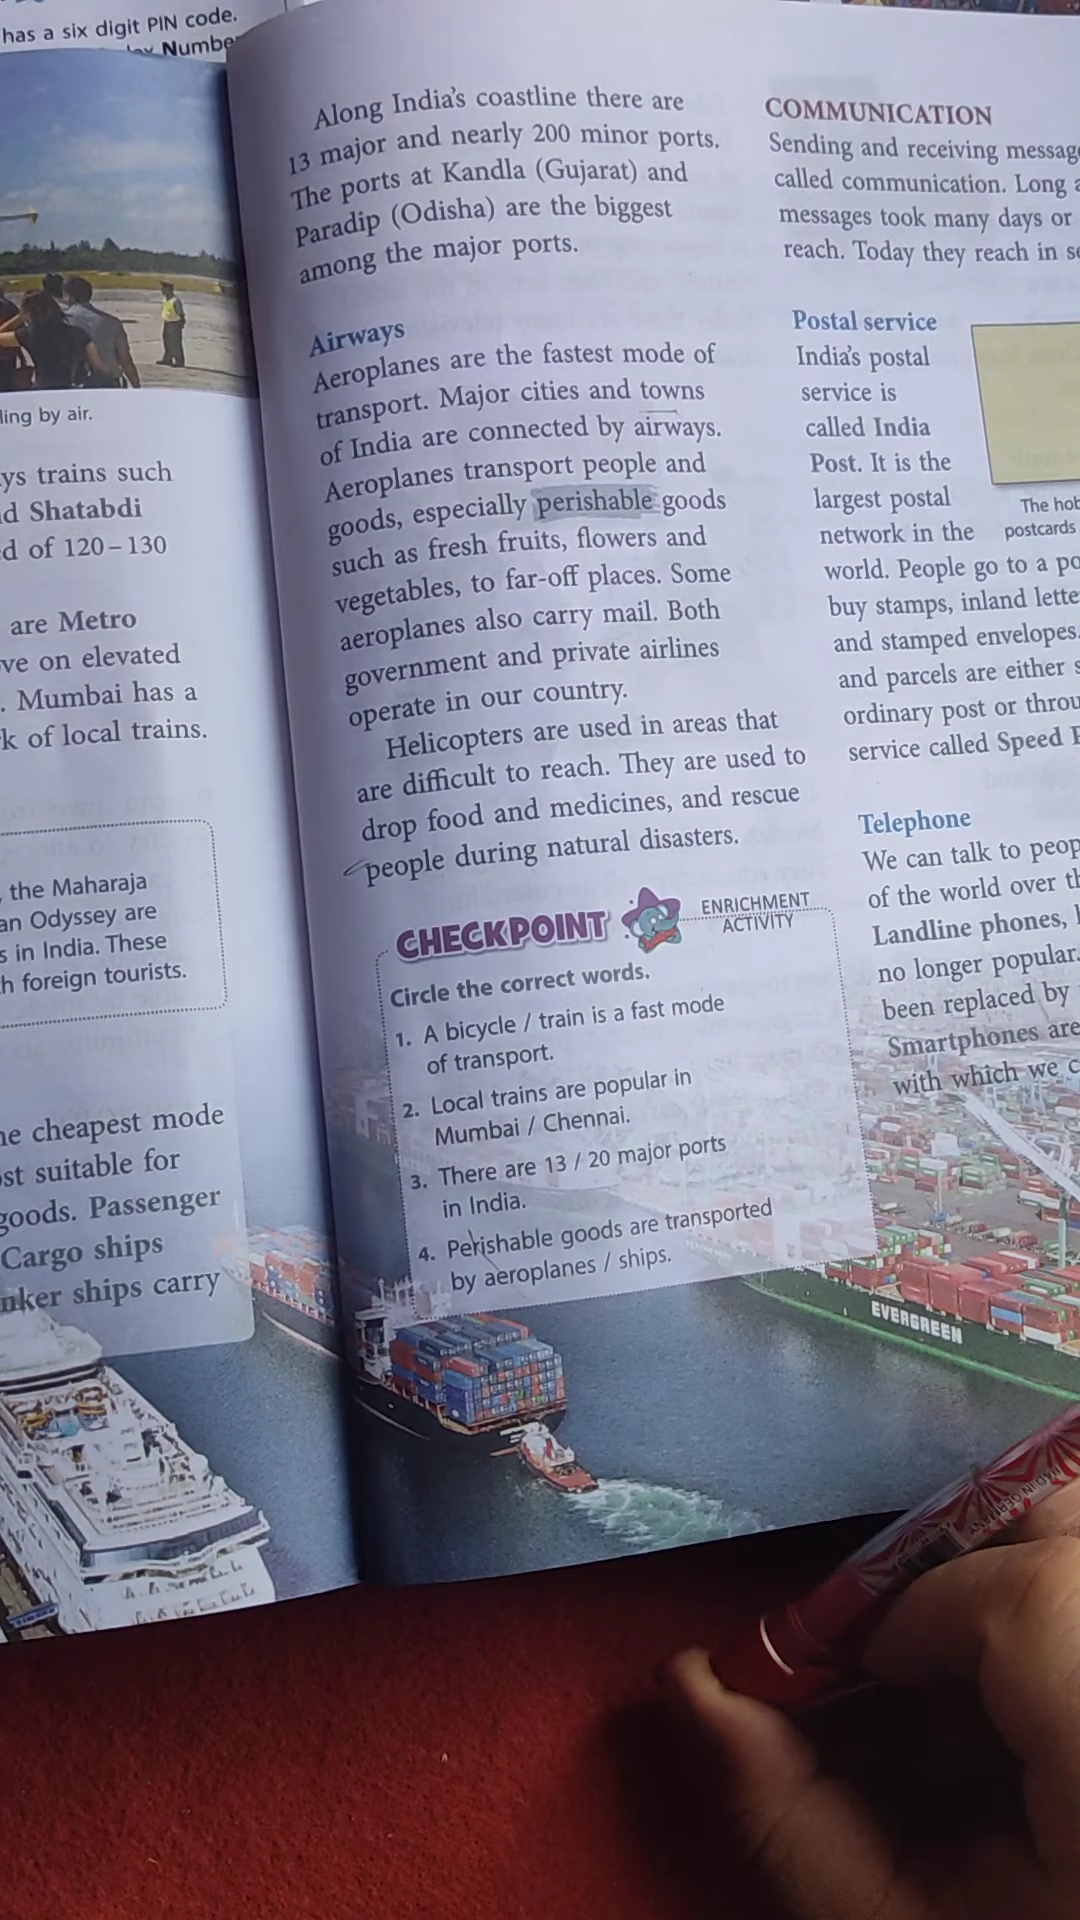 has a six digit PIN code.
Number
ling by air.
ys trains such
d Shatabdi
d of 120–130
are Metro
ve on elevated
. Mumbai has a
k of local trains.
, the Maharaja
an Odyssey are
s in India. These
h foreign tourists.
ne cheapest mode
st suitable for
goods. Passenger
Cargo ships
nker ships carry
Along India's coastline there are
13 major and nearly 200 minor ports.
The ports at Kandla (Gujarat) and
Paradip (Odisha) are the biggest
among the major ports.
Airways
Aeroplanes are the fastest mode of
transport. Major cities and towns
of India are connected by airways.
Aeroplanes transport people and
goods, especially perishable goods
such as fresh fruits, flowers and
vegetables, to far-off places. Some
aeroplanes also carry mail. Both
government and private airlines
operate in our country.
Helicopters are used in areas that
are difficult to reach. They are used to
drop food and medicines, and rescue
people during natural disasters.
CHECKPOINT
ENRICHMENT
ACTIVITY
Circle the correct words.
1. A bicycle / train is a fast mode
of transport.
2. Local trains are popular in
Mumbai / Chennai.
3. There are 13 / 20 major ports
in India.
4. Perishable goods are transported
by aeroplanes / ships.
COMMUNICATION
Sending and receiving message
called communication. Long a
messages took many days or
reach. Today they reach in se
Postal service
India's postal
service is
called India
Post. It is the
largest postal
network in the
world. People go to a po
buy stamps, inland lette
and stamped envelopes.
and parcels are either s
ordinary post or throu
service called Speed P
The hob
postcards
Telephone
We can talk to peop
of the world over th
Landline phones, l
no longer popular.
been replaced by
Smartphones are
with which we c
EVERGREEN
MADE IN GERMANY